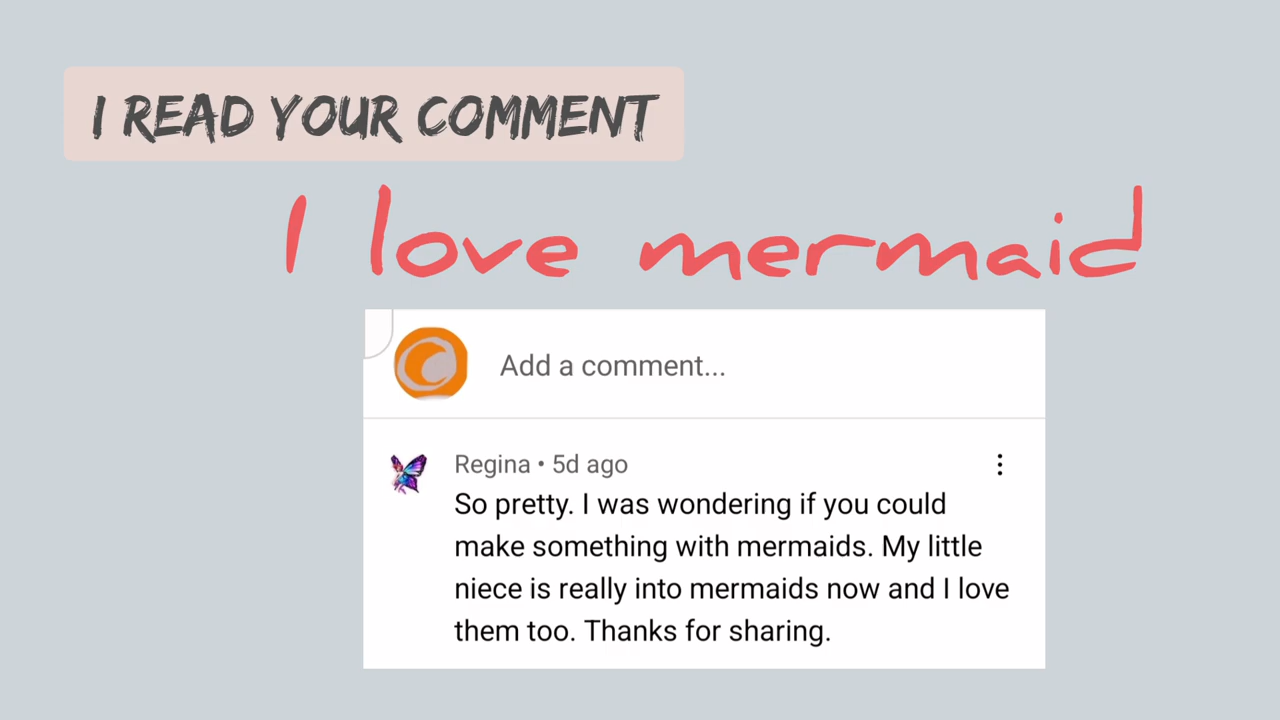 I READ YOUR COMMENT
I love mermaid
Add a comment...
Regina • 5d ago
So pretty. I was wondering if you could
make something with mermaids. My little
niece is really into mermaids now and I love
them too. Thanks for sharing.